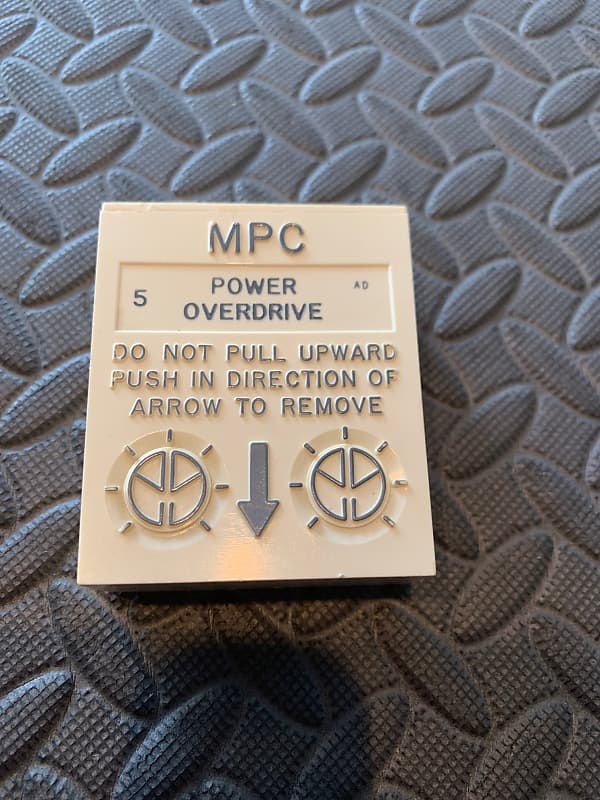 MPC
5 POWER AD
OVERDRIVE
DO NOT PULL UPWARD
PUSH IN DIRECTION OF
ARROW TO REMOVE